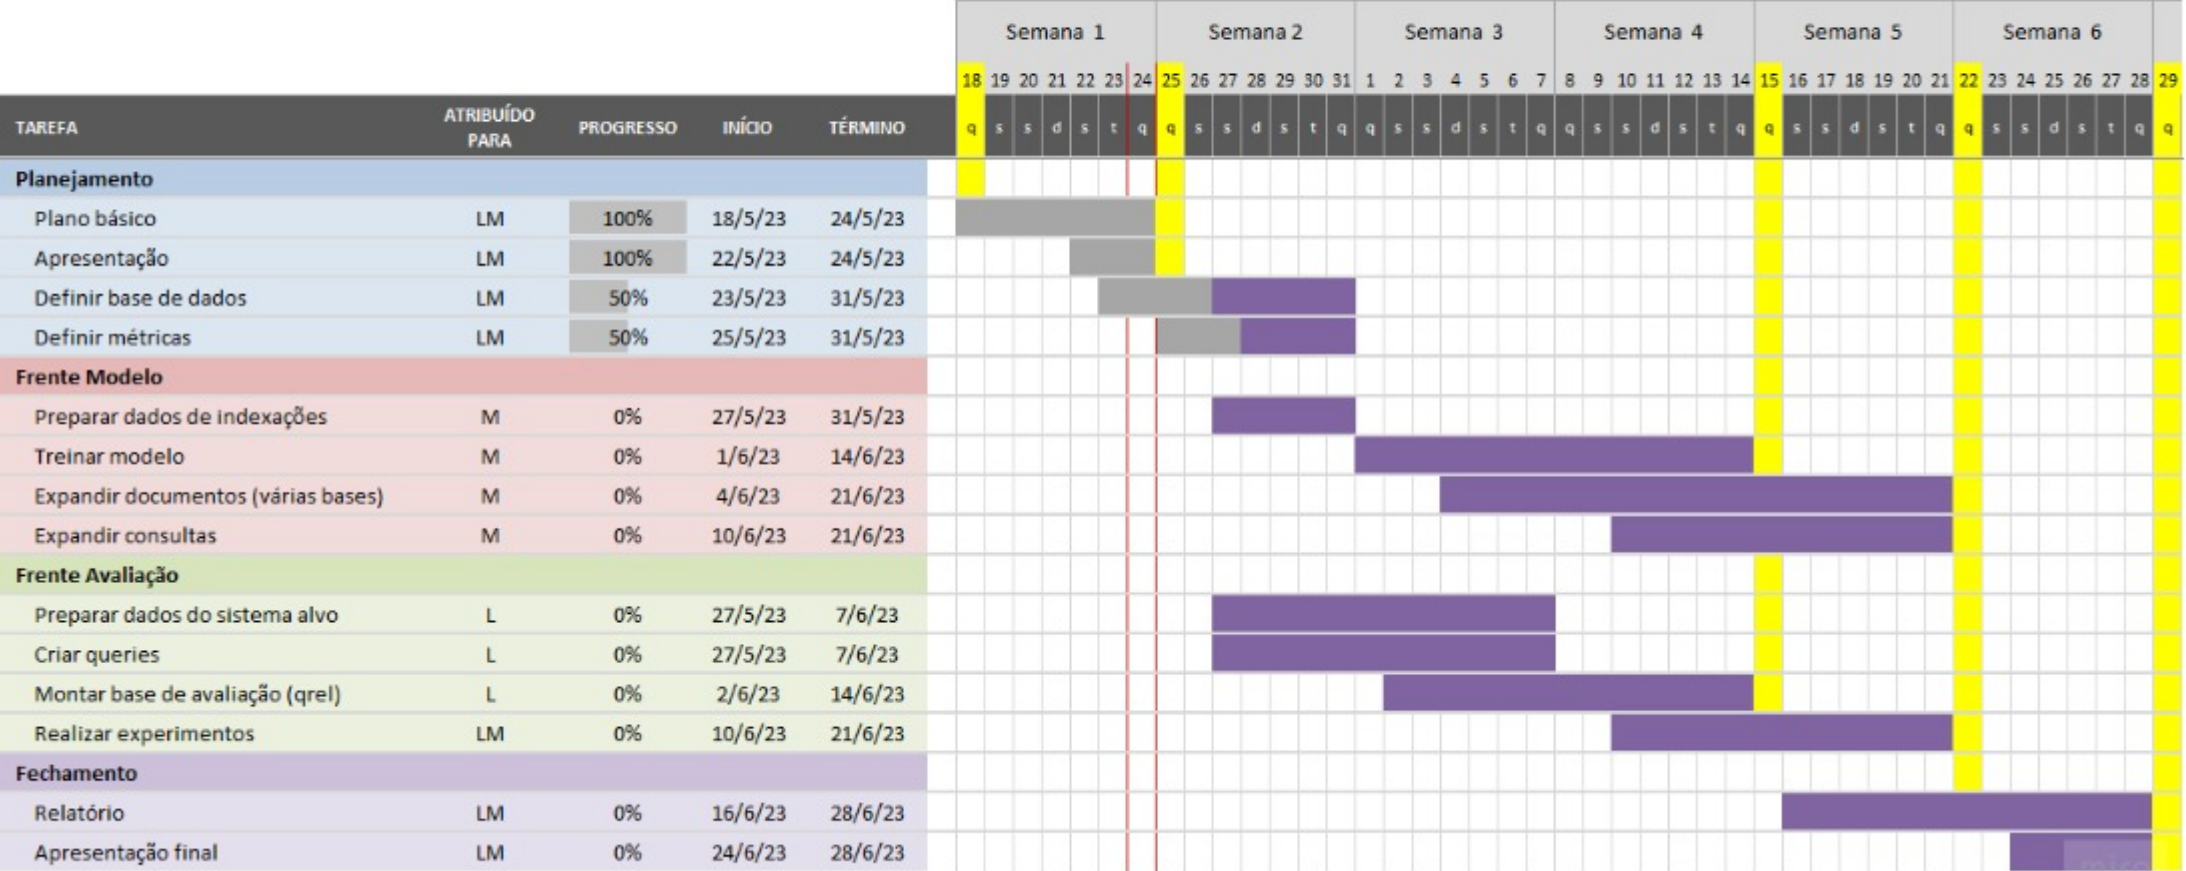 Semana 1 Semana 2 Semana 3 Semana 4 Semana 5 Semana 6
18 19 20 21 22 23 24 25 26 27 28 29 30 31 1 2 3 4 5 6 7 8 9 10 11 12 13 14 15 16 17 18 19 20 21 22 23 24 25 26 27 28 29
TAREFA ATRIBUÍDO PARA PROGRESSO INÍCIO TÉRMINO q s s d s t q q s s d s t q q s s d s t q q s s d s t q q s s d s t q q s s d s t q q
Planejamento
Plano básico LM 100% 18/5/23 24/5/23
Apresentação LM 100% 22/5/23 24/5/23
Definir base de dados LM 50% 23/5/23 31/5/23
Definir métricas LM 50% 25/5/23 31/5/23
Frente Modelo
Preparar dados de indexações M 0% 27/5/23 31/5/23
Treinar modelo M 0% 1/6/23 14/6/23
Expandir documentos (várias bases) M 0% 4/6/23 21/6/23
Expandir consultas M 0% 10/6/23 21/6/23
Frente Avaliação
Preparar dados do sistema alvo L 0% 27/5/23 7/6/23
Criar queries L 0% 27/5/23 7/6/23
Montar base de avaliação (qrel) L 0% 2/6/23 14/6/23
Realizar experimentos LM 0% 10/6/23 21/6/23
Fechamento
Relatório LM 0% 16/6/23 28/6/23
Apresentação final LM 0% 24/6/23 28/6/23
miro